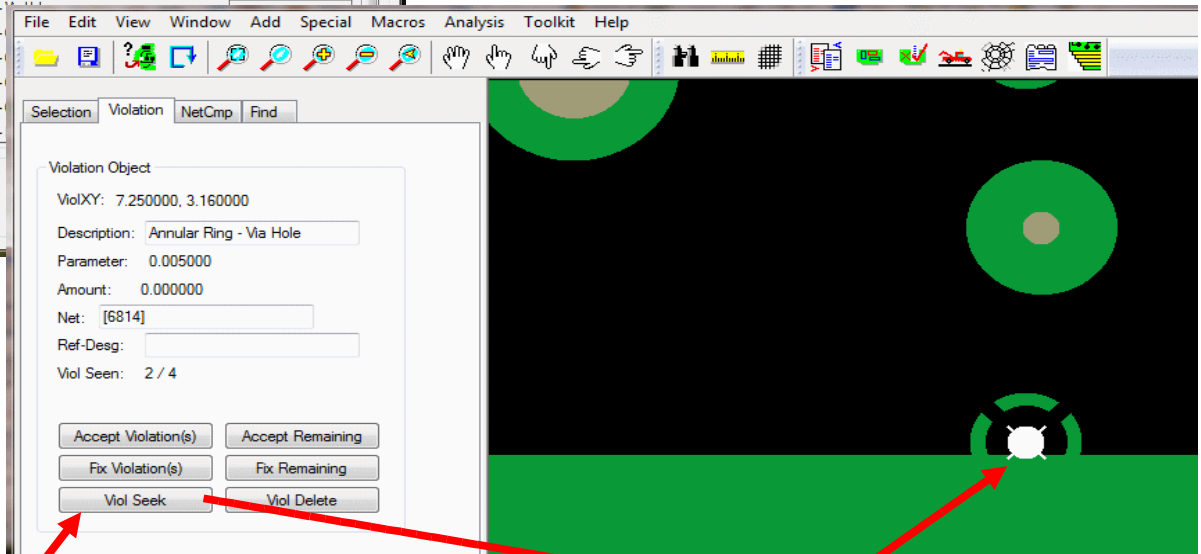 File Edit View Window Add Special Macros Analysis Toolkit Help
Selection Violation NetCmp Find
Violation Object
ViolXY: 7.250000, 3.160000
Description: Annular Ring - Via Hole
Parameter: 0.005000
Amount: 0.000000
Net: [6814]
Ref-Desg:
Viol Seen: 2 / 4
Accept Violation(s) Accept Remaining
Fix Violation(s) Fix Remaining
Viol Seek Viol Delete